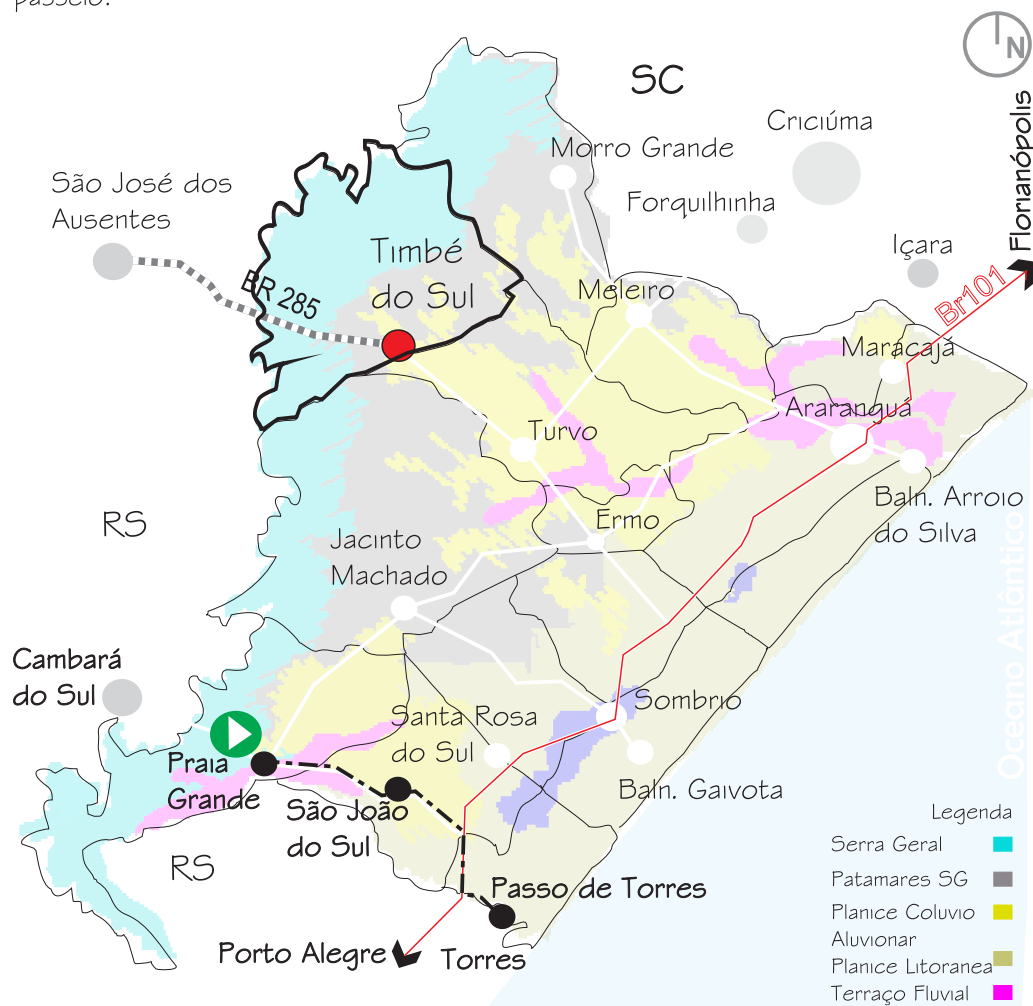 passeio.
N
SC
Florianópolis
Criciúma
Morro Grande
São José dos
Ausentes
Forquilhinha
Içara
Timbé
do Sul
BR 285
Meleiro
Br101
Maracajá
Araranguá
Turvo
Baln. Arroio
do Silva
RS
Ermo
Jacinto
Machado
Oceano Atlântico
Cambará
do Sul
Sombrio
Santa Rosa
do Sul
Praia
Grande
Baln. Gaivota
São João
do Sul
Legenda
Serra Geral
RS
Patamares SG
Passo de Torres
Planice Coluvio
Aluvionar
Porto Alegre
Torres
Planice Litoranea
Terraço Fluvial